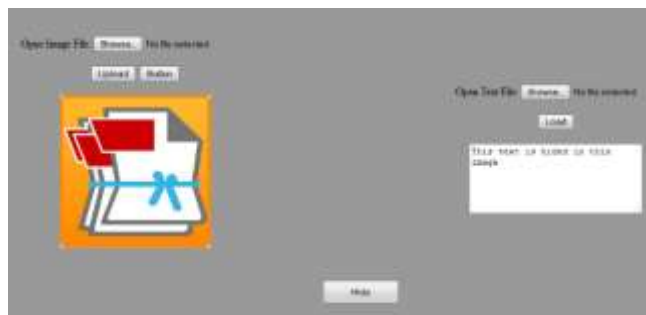 Open Image File Browse... No file selected
Upload Button
Open Text File Browse... No file selected
Load
This text is hiden in this
image
Hide